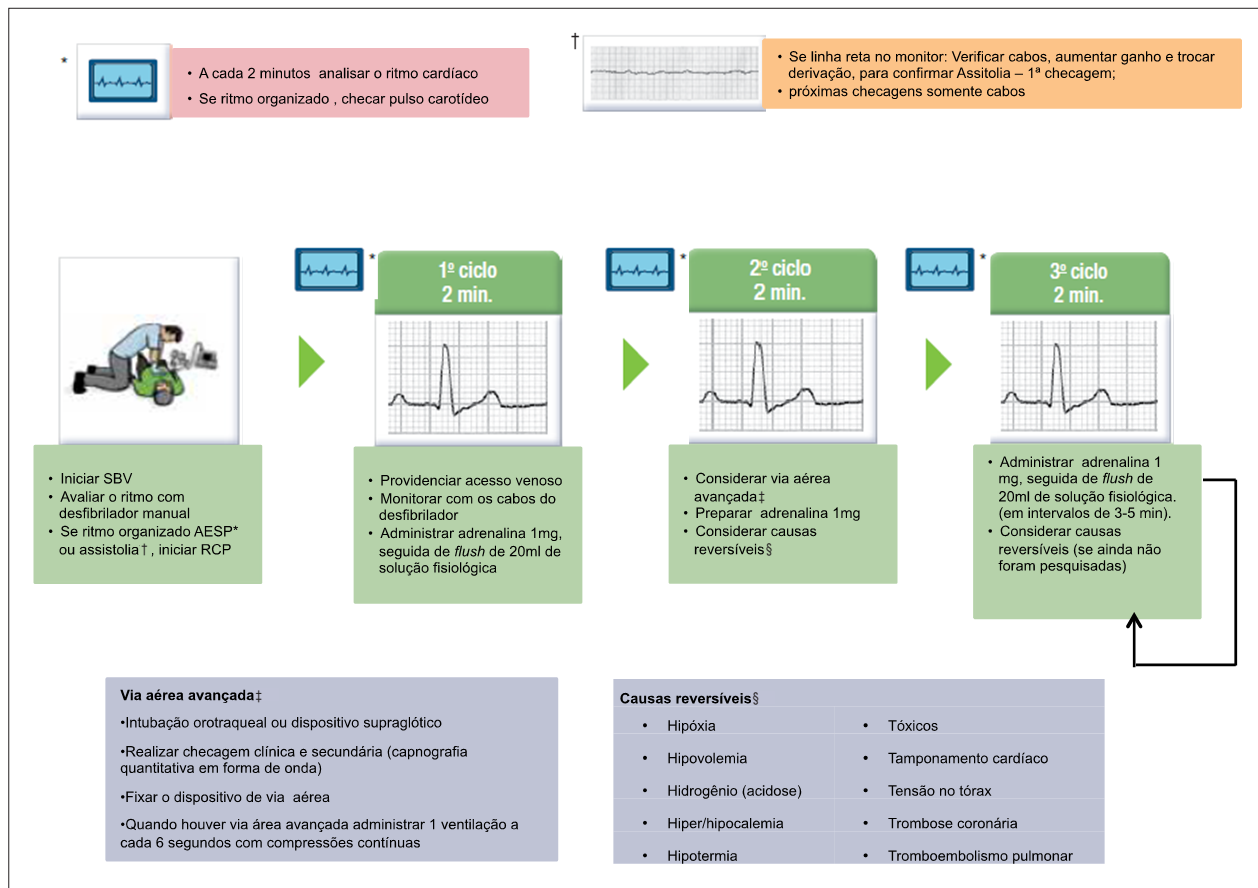 *
• A cada 2 minutos analisar o ritmo cardíaco
• Se ritmo organizado , checar pulso carotídeo
†
• Se linha reta no monitor: Verificar cabos, aumentar ganho e trocar
derivação, para confirmar Assitolia – 1ª checagem;
• próximas checagens somente cabos
*
1º ciclo
2 min.
*
2º ciclo
2 min.
*
3º ciclo
2 min.
• Iniciar SBV
• Avaliar o ritmo com
desfibrilador manual
• Se ritmo organizado AESP*
ou assistolia† , iniciar RCP
• Providenciar acesso venoso
• Monitorar com os cabos do
desfibrilador
• Administrar adrenalina 1mg,
seguida de flush de 20ml de
solução fisiológica
• Considerar via aérea
avançada‡
• Preparar adrenalina 1mg
• Considerar causas
reversíveis§
• Administrar adrenalina 1
mg, seguida de flush de
20ml de solução fisiológica.
(em intervalos de 3-5 min).
• Considerar causas
reversíveis (se ainda não
foram pesquisadas)
Via aérea avançada‡
•Intubação orotraqueal ou dispositivo supraglótico
•Realizar checagem clínica e secundária (capnografia
quantitativa em forma de onda)
•Fixar o dispositivo de via aérea
•Quando houver via área avançada administrar 1 ventilação a
cada 6 segundos com compressões contínuas
Causas reversíveis§
• Hipóxia
• Hipovolemia
• Hidrogênio (acidose)
• Hiper/hipocalemia
• Hipotermia
• Tóxicos
• Tamponamento cardíaco
• Tensão no tórax
• Trombose coronária
• Tromboembolismo pulmonar